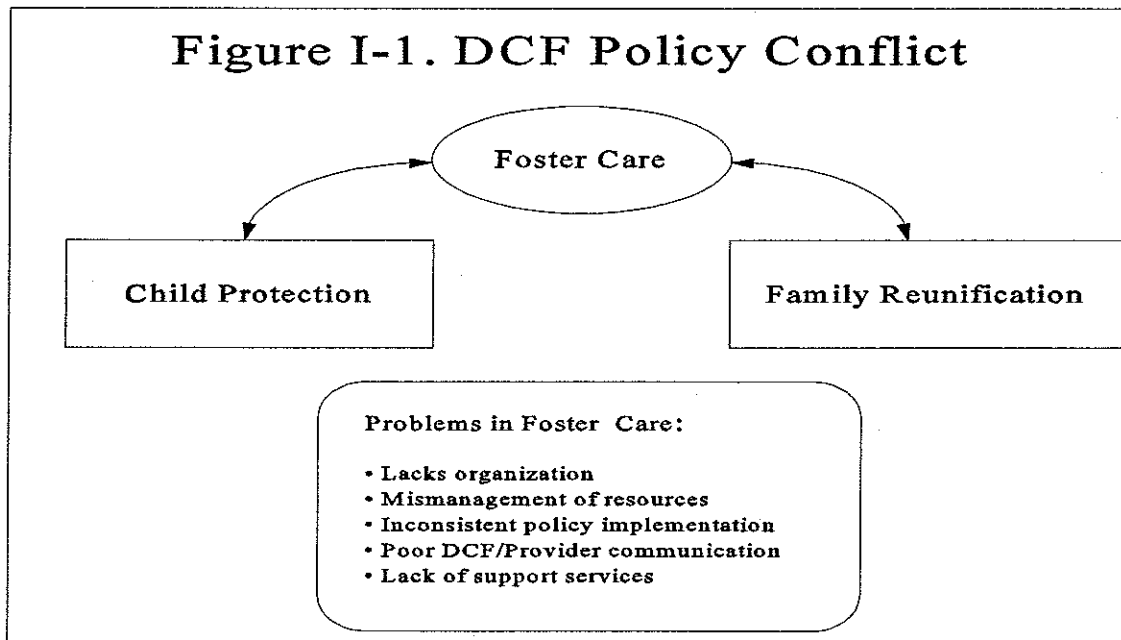 Figure I-1. DCF Policy Conflict
Foster Care
Child Protection
Family Reunification
Problems in Foster Care:
• Lacks organization
• Mismanagement of resources
• Inconsistent policy implementation
• Poor DCF/Provider communication
• Lack of support services